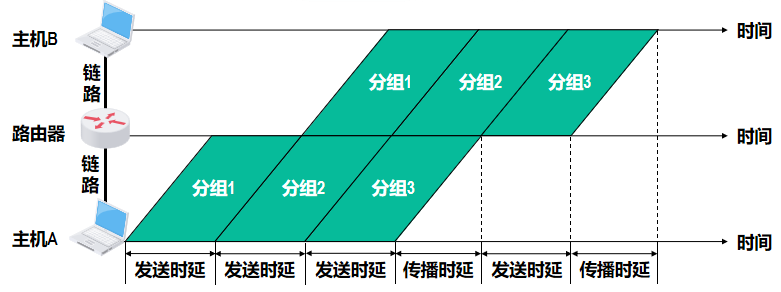 主机B
时间
链
路
分组1
分组2
分组3
路由器
时间
链
路
分组1
分组2
分组3
主机A
时间
发送时延
发送时延
发送时延
传播时延
发送时延
传播时延